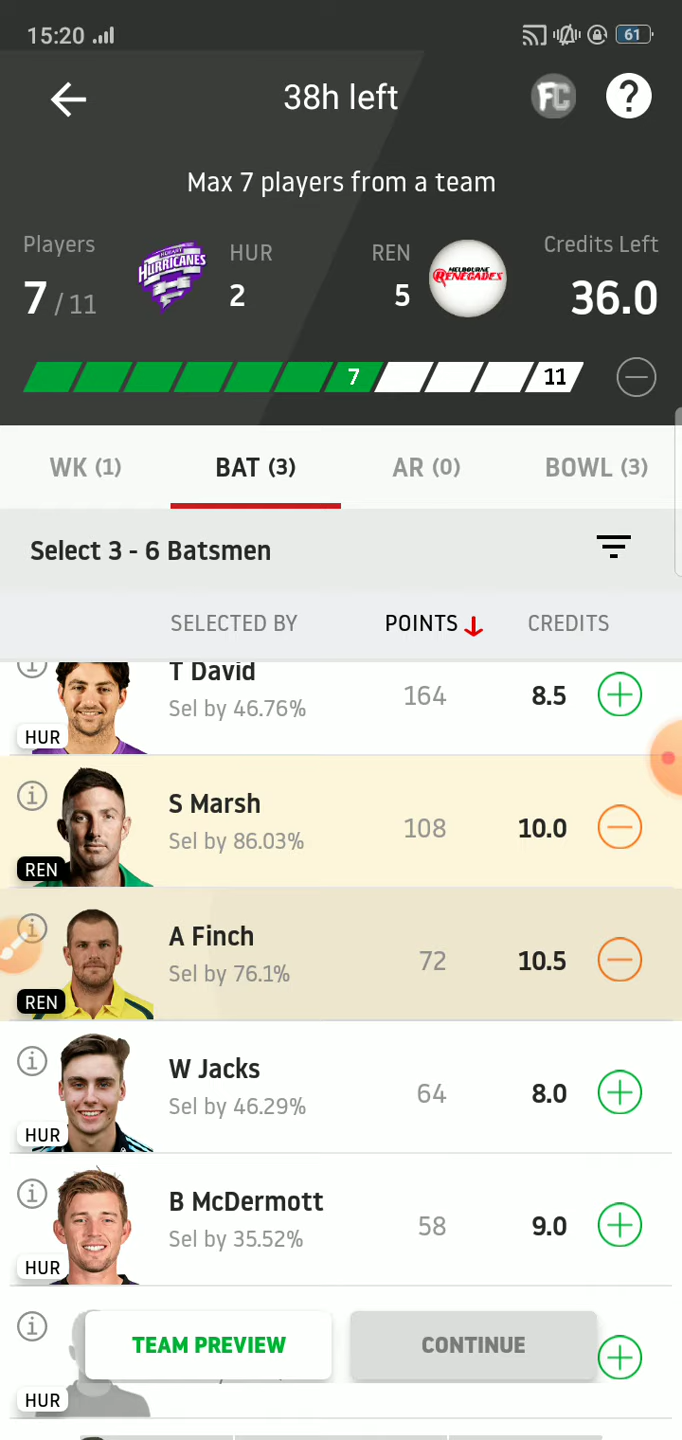 15:20
61
38h left
FC
?
Max 7 players from a team
Players
HUR
REN
Credits Left
HOBART
HURRICANES
MELBOURNE
RENEGADES
7 / 11
2
5
36.0
7
11
WK (1)
BAT (3)
AR (0)
BOWL (3)
Select 3 - 6 Batsmen
SELECTED BY
POINTS
CREDITS
T David
Sel by 46.76%
164
8.5
HUR
S Marsh
Sel by 86.03%
108
10.0
REN
A Finch
Sel by 76.1%
72
10.5
REN
W Jacks
Sel by 46.29%
64
8.0
HUR
B McDermott
Sel by 35.52%
58
9.0
HUR
TEAM PREVIEW
CONTINUE
HUR